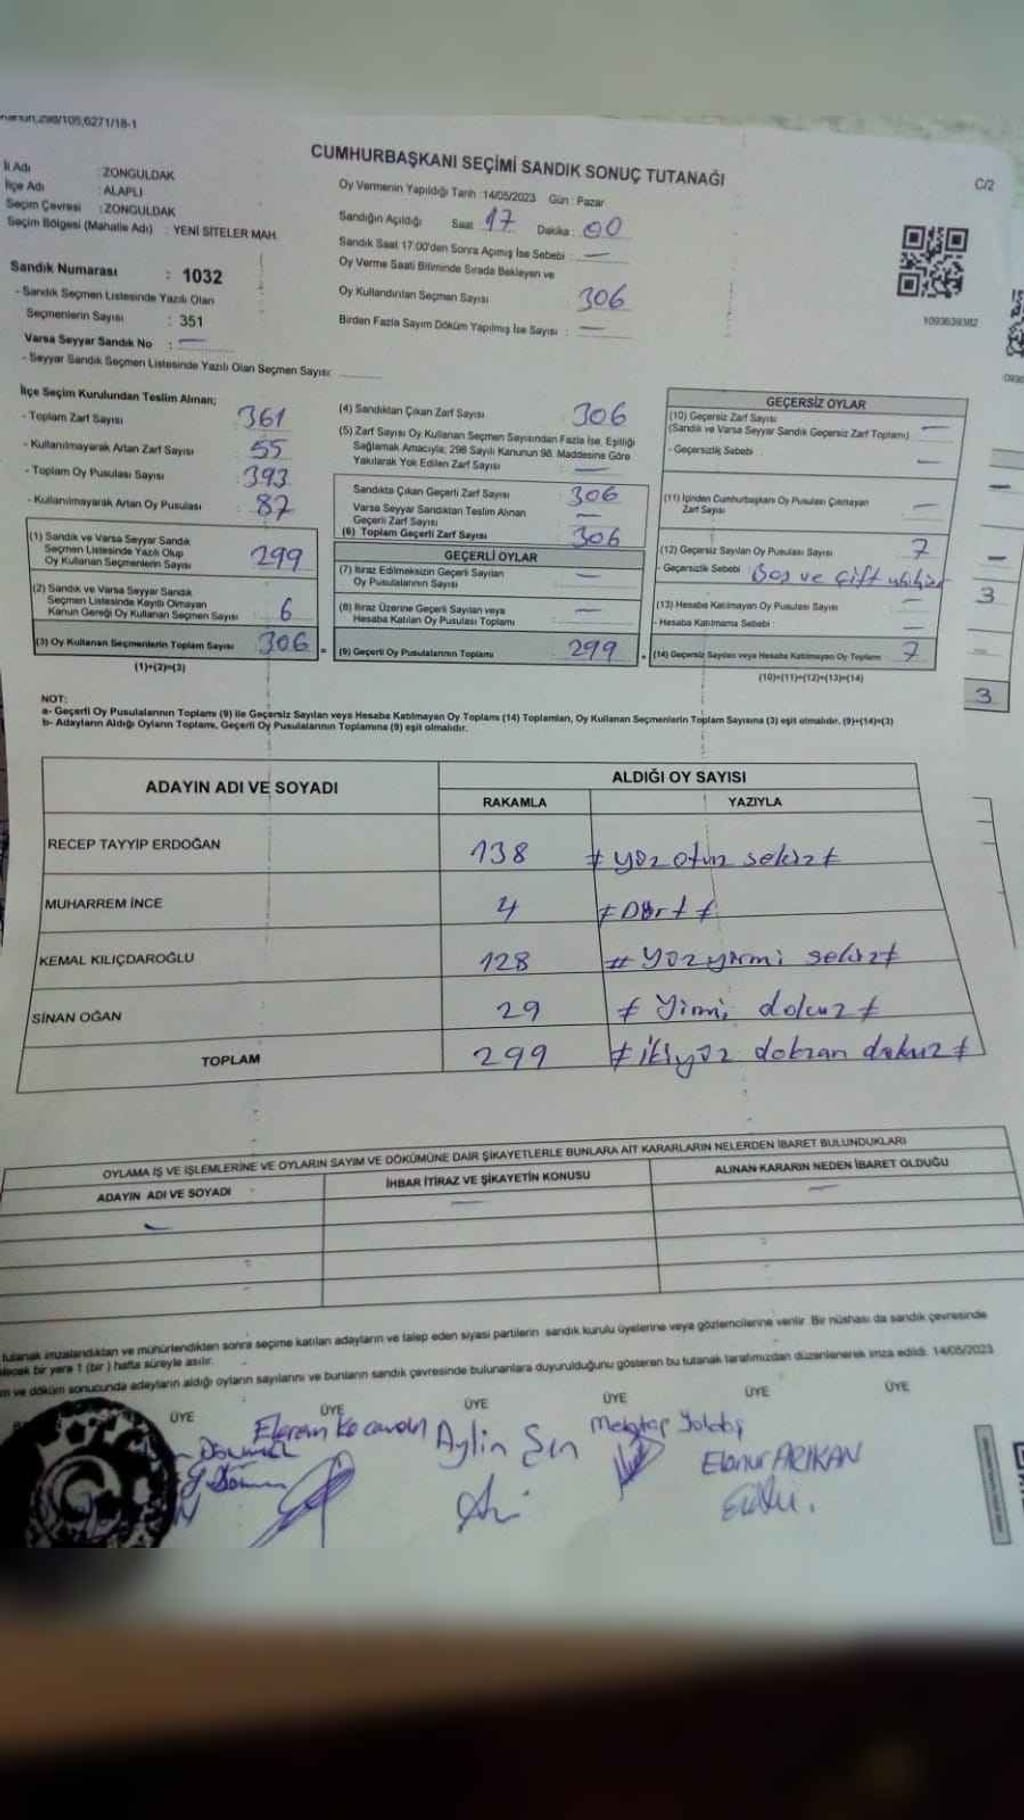 CUMHURBAŞKANI SEÇİMİ SANDIK SONUÇ TUTANAĞI
C/2
İl Adı : ZONGULDAK
İlçe Adı : ALAPLI
Seçim Çevresi : ZONGULDAK
Seçim Bölgesi (Mahalle Adı) : YENİ SİTELER MAH.
Oy Vermenin Yapıldığı Tarih : 14/05/2023 Gün : Pazar
Sandığın Açıldığı Saat 17 Dakika : 00
Sandık Saat 17.00'den Sonra Açılmış İse Sebebi : —
Oy Verme Saati Bitiminde Sırada Bekleyen ve
Oy Kullandırılan Seçmen Sayısı 306
Birden Fazla Sayım Döküm Yapılmış İse Sayısı : —
1093639382
Sandık Numarası : 1032
- Sandık Seçmen Listesinde Yazılı Olan
Seçmenlerin Sayısı : 351
Varsa Seyyar Sandık No : —
- Seyyar Sandık Seçmen Listesinde Yazılı Olan Seçmen Sayısı:
İlçe Seçim Kurulundan Teslim Alınan;
- Toplam Zarf Sayısı 361
- Kullanılmayarak Artan Zarf Sayısı 55
- Toplam Oy Pusulası Sayısı : 393
- Kullanılmayarak Artan Oy Pusulası : 87
(1) Sandık ve Varsa Seyyar Sandık
Seçmen Listesinde Yazılı Olup
Oy Kullanan Seçmenlerin Sayısı 299
(2) Sandık ve Varsa Seyyar Sandık
Seçmen Listesinde Kayıtlı Olmayan
Kanun Gereği Oy Kullanan Seçmen Sayısı 6
(3) Oy Kullanan Seçmenlerin Toplam Sayısı 306
(1)+(2)=(3)
(4) Sandıktan Çıkan Zarf Sayısı 306
(5) Zarf Sayısı Oy Kullanan Seçmen Sayısından Fazla İse, Eşitliği
Sağlamak Amacıyla; 298 Sayılı Kanunun 98. Maddesine Göre
Yakılarak Yok Edilen Zarf Sayısı —
Sandıkta Çıkan Geçerli Zarf Sayısı 306
Varsa Seyyar Sandıktan Teslim Alınan
Geçerli Zarf Sayısı —
(6) Toplam Geçerli Zarf Sayısı 306
GEÇERLİ OYLAR
(7) İtiraz Edilmeksizin Geçerli Sayılan
Oy Pusulalarının Sayısı —
(8) İtiraz Üzerine Geçerli Sayılan veya
Hesaba Katılan Oy Pusulası Toplamı —
(9) Geçerli Oy Pusulalarının Toplamı 299
GEÇERSİZ OYLAR
(10) Geçersiz Zarf Sayısı
(Sandık ve Varsa Seyyar Sandık Geçersiz Zarf Toplamı) —
- Geçersizlik Sebebi : —
(11) İçinden Cumhurbaşkanı Oy Pusulası Çıkmayan
Zarf Sayısı —
(12) Geçersiz Sayılan Oy Pusulası Sayısı 7
- Geçersizlik Sebebi : Boş ve çift
(13) Hesaba Katılmayan Oy Pusulası Sayısı —
- Hesaba Katılmama Sebebi : —
(14) Geçersiz Sayılan veya Hesaba Katılmayan Oy Toplamı 7
(10)+(11)+(12)+(13)=(14)
3
3
NOT:
a- Geçerli Oy Pusulalarının Toplamı (9) ile Geçersiz Sayılan veya Hesaba Katılmayan Oy Toplamı (14) Toplamları, Oy Kullanan Seçmenlerin Toplam Sayısına (3) eşit olmalıdır. (9)+(14)=(3)
b- Adayların Aldığı Oyların Toplamı, Geçerli Oy Pusulalarının Toplamına (9) eşit olmalıdır.
ADAYIN ADI VE SOYADI ALDIĞI OY SAYISI
RAKAMLA YAZIYLA
RECEP TAYYİP ERDOĞAN 138 # yüz otuz sekiz #
MUHARREM İNCE 4 # Dört #
KEMAL KILIÇDAROĞLU 128 # yüzyirmi sekiz #
SİNAN OĞAN 29 # Yirmi dokuz #
TOPLAM 299 # ikiyüz doksan dokuz #
OYLAMA İŞ VE İŞLEMLERİNE VE OYLARIN SAYIM VE DÖKÜMÜNE DAİR ŞİKAYETLERLE BUNLARA AİT KARARLARIN NELERDEN İBARET BULUNDUKLARI
ADAYIN ADI VE SOYADI İHBAR İTİRAZ VE ŞİKAYETİN KONUSU ALINAN KARARIN NEDEN İBARET OLDUĞU
— — —
tutanak imzalandıktan ve mühürlendikten sonra seçime katılan adayların ve talep eden siyasi partilerin sandık kurulu üyelerine veya gözlemcilerine verilir. Bir nüshası da sandık çevresinde
bir yere 1 (bir ) hafta süreyle asılır.
ve döküm sonucunda adayların aldığı oyların sayılarını ve bunların sandık çevresinde bulunanlara duyurulduğunu gösteren bu tutanak tarafımızdan düzenlenerek imza edildi. 14/05/2023
ÜYE ÜYE ÜYE ÜYE ÜYE ÜYE
Aylin Şen
Elanur ARIKAN